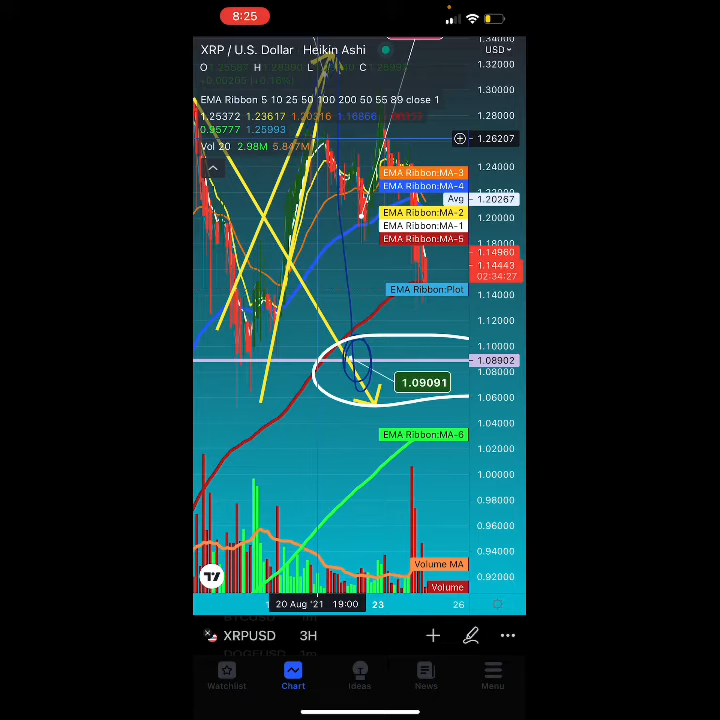 8:25
1.34000
XRP / U.S. Dollar Heikin Ashi
USD
O H L C
1.32000
1.30000
EMA Ribbon 5 10 25 50 100 200 50 55 89 close 1
1.25372 1.23617 1.20316 1.16866
1.28000
0.95777 1.25993
Vol 20 2.98M 5.847M
1.26207
1.24000
EMA Ribbon:MA-3
EMA Ribbon:MA-4
Avg 1.20267
EMA Ribbon:MA-2
1.20000
EMA Ribbon:MA-1
EMA Ribbon:MA-5
1.18000
1.14960
1.14443
02:34:27
EMA Ribbon:Plot
1.14000
1.12000
1.10000
1.08902
1.09091
1.08000
1.06000
EMA Ribbon:MA-6
1.04000
1.02000
1.00000
0.98000
0.96000
0.94000
Volume MA
0.92000
Volume
20 Aug '21 19:00 23 26
XRPUSD 3H
DOGEUSD 1m
Watchlist Chart Ideas News Menu